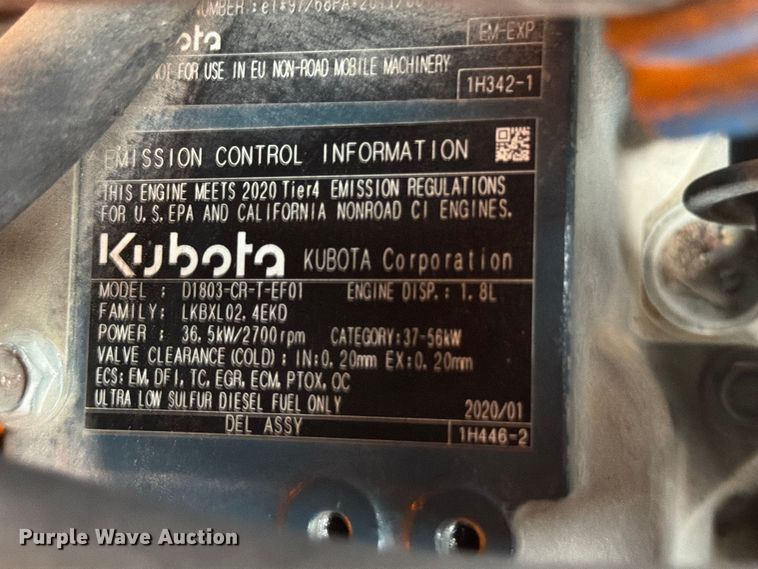 NUMBER:
EM-EXP
NOT FOR USE IN EU NON-ROAD MOBILE MACHINERY
1H342-1
EMISSION CONTROL INFORMATION
THIS ENGINE MEETS 2020 Tier4 EMISSION REGULATIONS
FOR U.S. EPA AND CALIFORNIA NONROAD CI ENGINES.
Kubota KUBOTA Corporation
MODEL : D1803-CR-T-EF01 ENGINE DISP.: 1.8L
FAMILY: LKBXL02.4EKD
POWER : 36.5kW/2700rpm CATEGORY:37-56kW
VALVE CLEARANCE (COLD) : IN:0.20mm EX:0.20mm
ECS: EM, DFI, TC, EGR, ECM, PTOX, OC
ULTRA LOW SULFUR DIESEL FUEL ONLY 2020/01
DEL ASSY 1H446-2
Purple Wave Auction